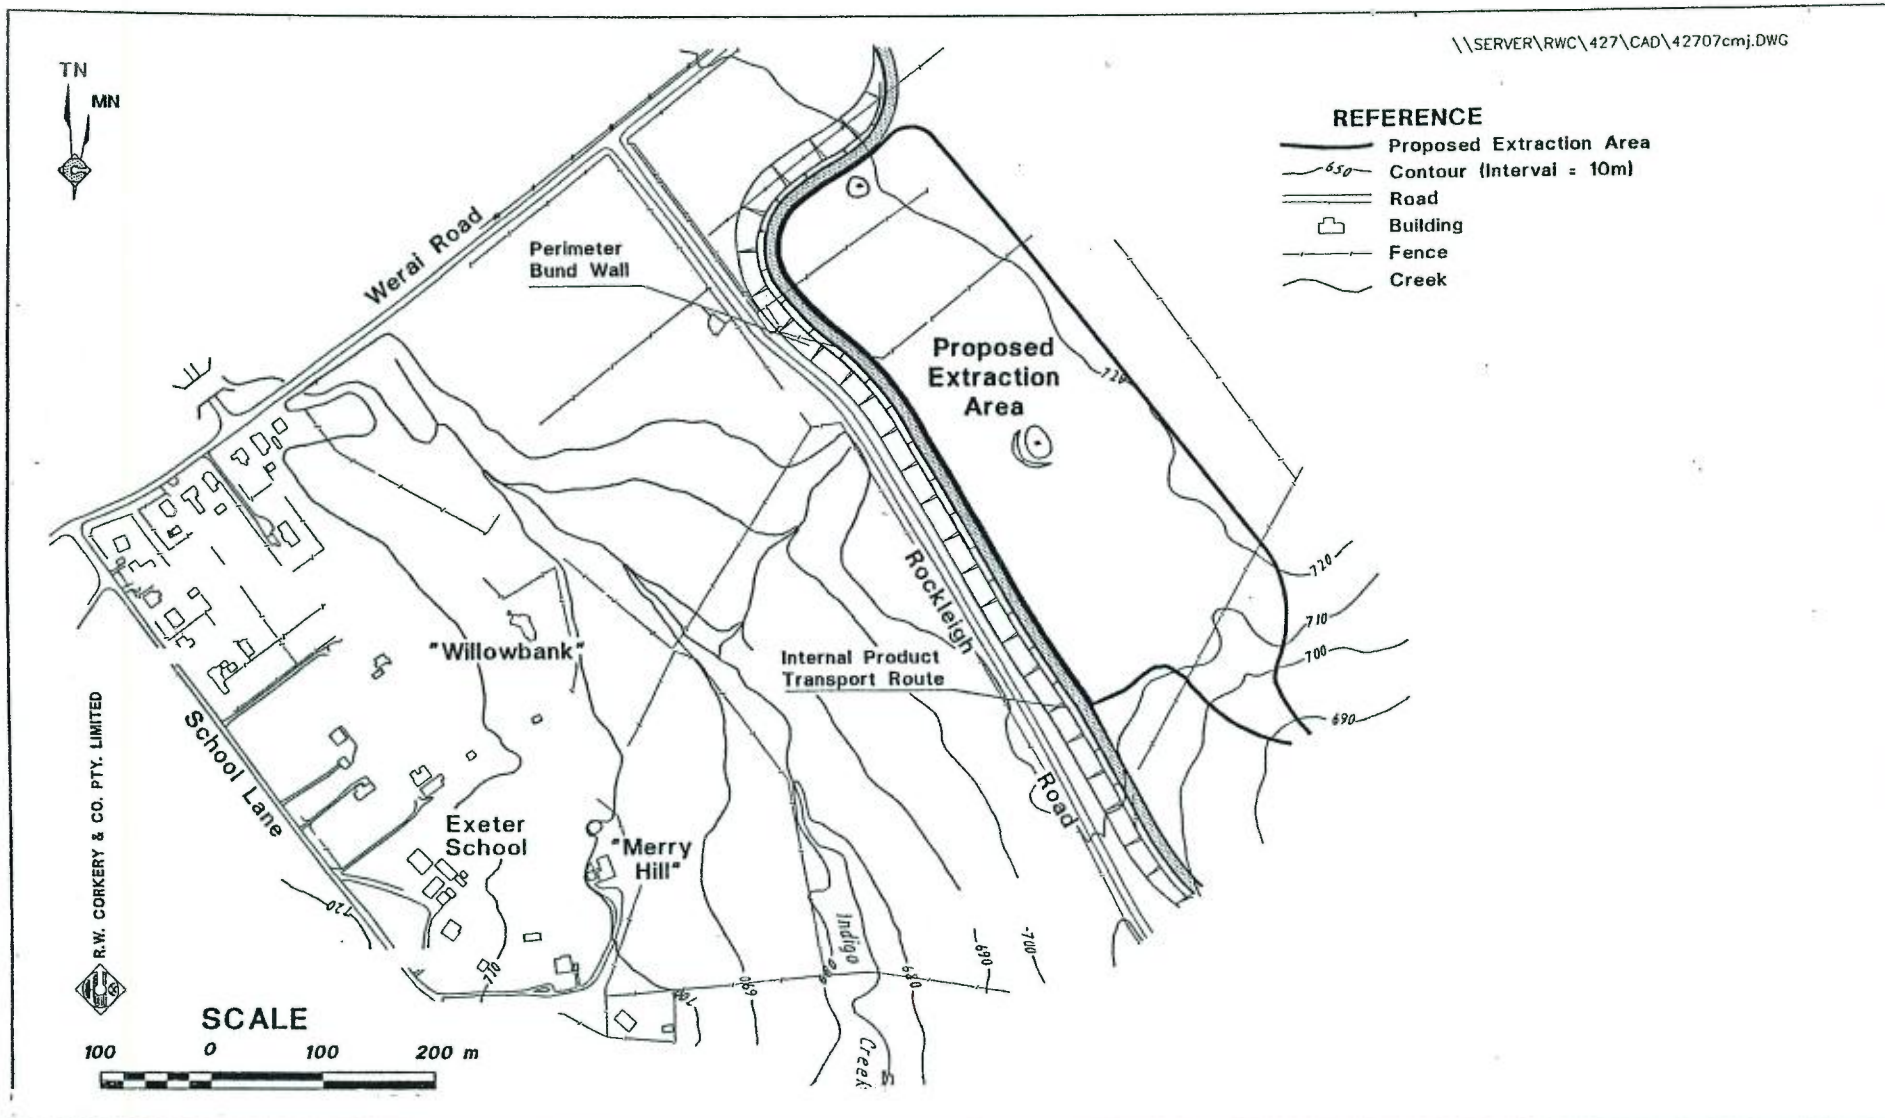 \\SERVER\RWC\427\CAD\42707cmj.DWG
TN
MN
REFERENCE
Proposed Extraction Area
650
Contour (Interval = 10m)
Road
Building
Fence
Creek
Werai Road
Perimeter
Bund Wall
Proposed
Extraction
Area
720
Rockleigh
Road
720
710
700
690
"Willowbank"
Internal Product
Transport Route
School Lane
Exeter
School
"Merry
Hill"
720
710
690
680
680
-690-
-700-
Indigo
Creek
R.W. CORKERY & CO. PTY. LIMITED
SCALE
100 0 100 200 m